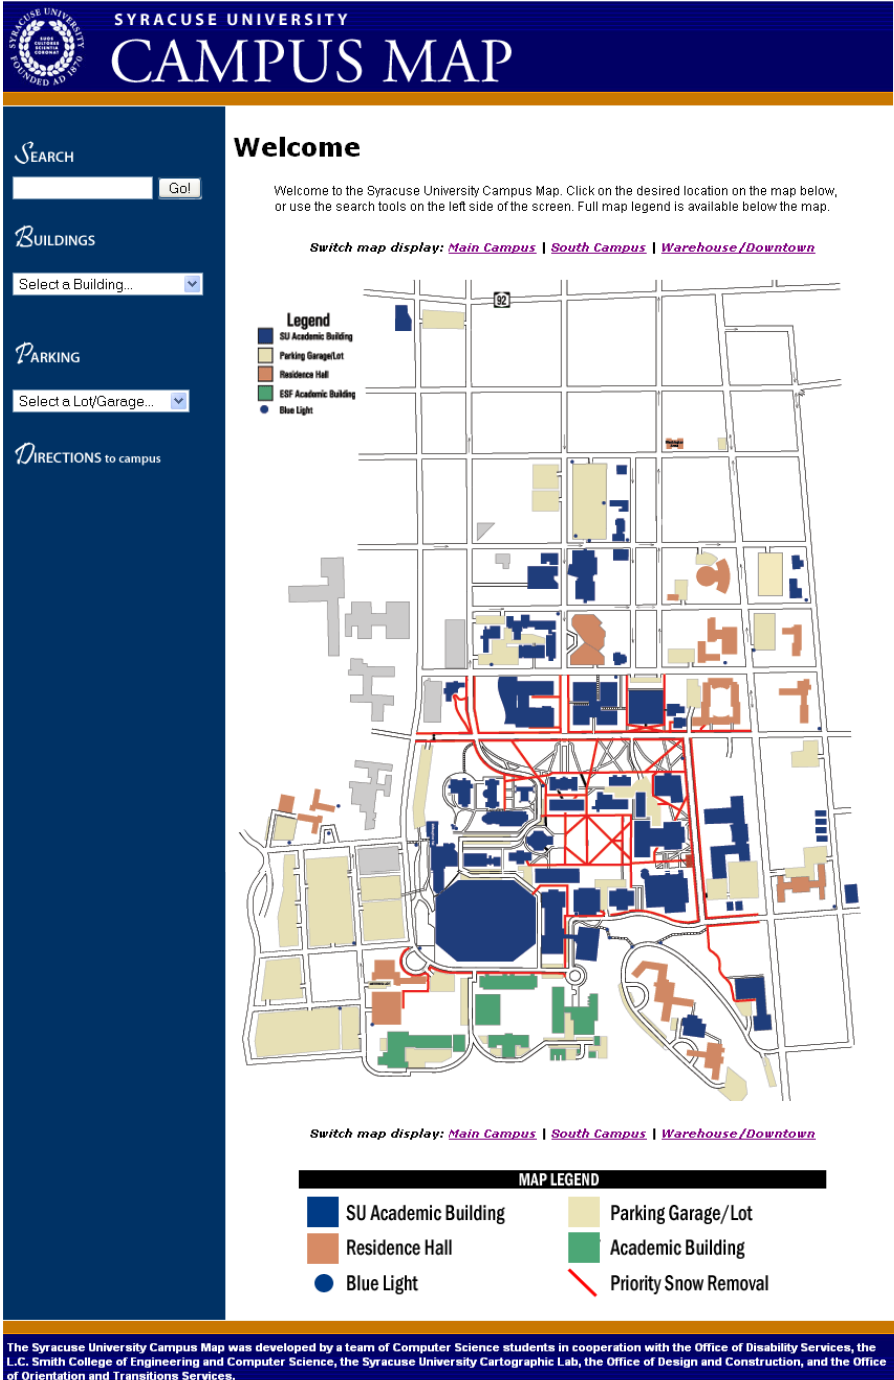 SYRACUSE UNIVERSITY
FOUNDED AD 1870
SUOS CULTORES SCIENTIA CORONAT
SYRACUSE UNIVERSITY
CAMPUS MAP
SEARCH
Go!
BUILDINGS
Select a Building...
PARKING
Select a Lot/Garage...
DIRECTIONS to campus
Welcome
Welcome to the Syracuse University Campus Map. Click on the desired location on the map below,
or use the search tools on the left side of the screen. Full map legend is available below the map.
Switch map display: Main Campus | South Campus | Warehouse/Downtown
92
Legend
SU Academic Building
Parking Garage/Lot
Residence Hall
ESF Academic Building
Blue Light
Switch map display: Main Campus | South Campus | Warehouse/Downtown
MAP LEGEND
SU Academic Building
Parking Garage/Lot
Residence Hall
Academic Building
Blue Light
Priority Snow Removal
The Syracuse University Campus Map was developed by a team of Computer Science students in cooperation with the Office of Disability Services, the
L.C. Smith College of Engineering and Computer Science, the Syracuse University Cartographic Lab, the Office of Design and Construction, and the Office
of Orientation and Transitions Services.